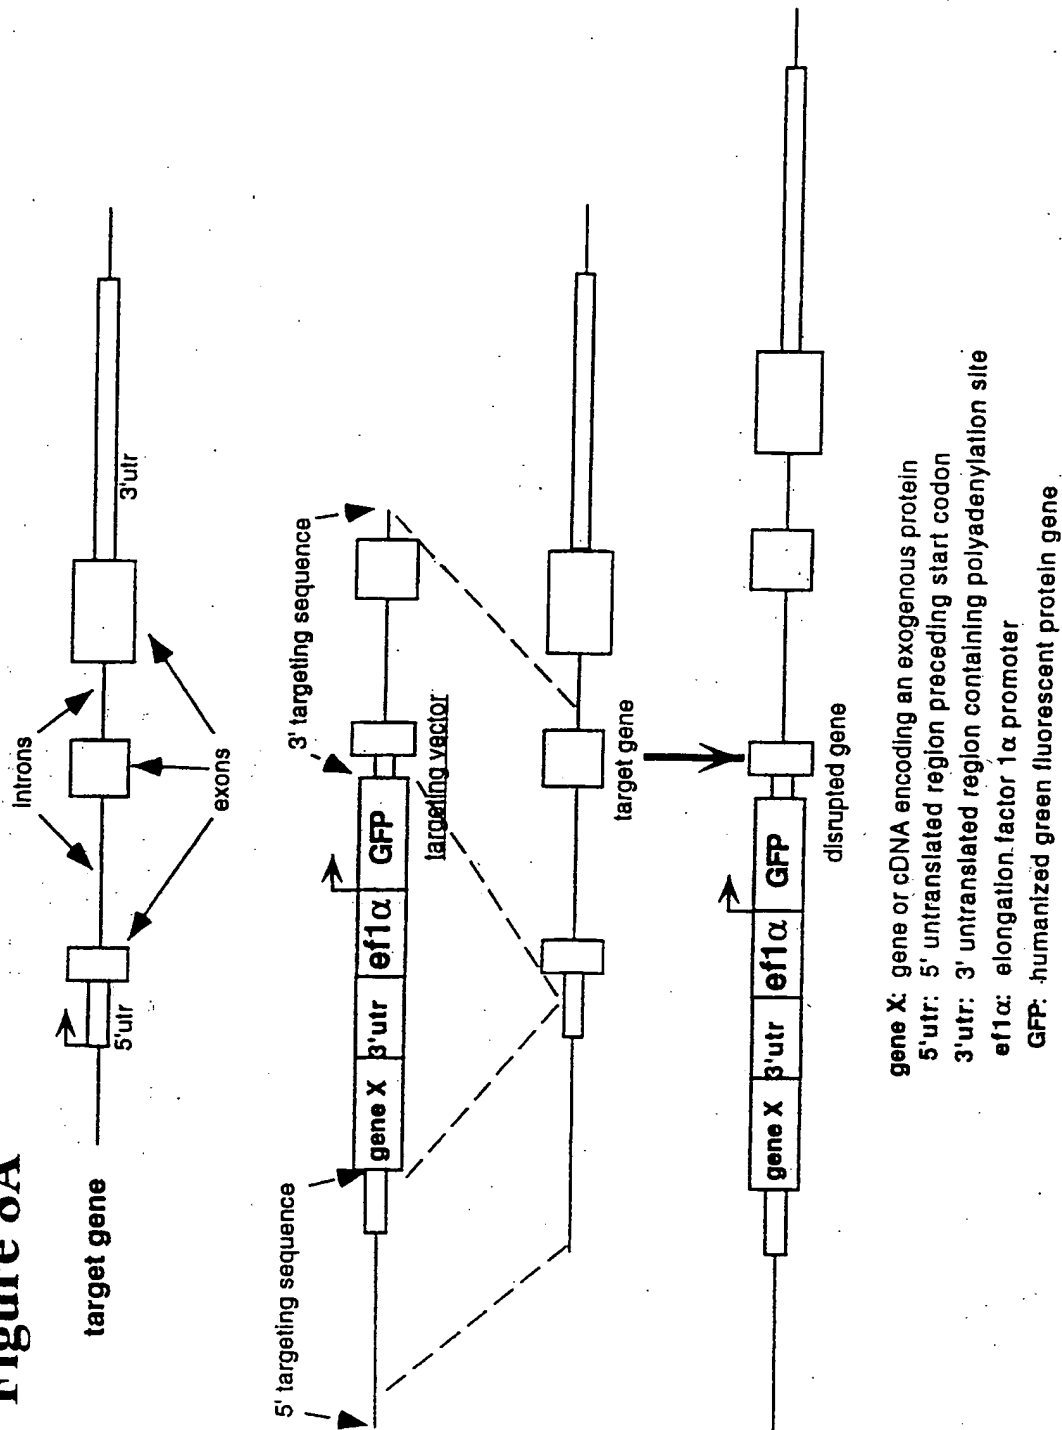 Figure
target gene
5'utr
Introns
exons
3'utr
5' targeting sequence
3' targeting sequence
gene X 3'utr ef1α GFP
targeting vector
target gene
gene X 3'utr ef1α GFP
disrupted gene
gene X: gene or cDNA encoding an exogenous protein
5'utr: 5' untranslated region preceding start codon
3'utr: 3' untranslated region containing polyadenylation site
ef1α: elongation factor 1α promoter
GFP: humanized green fluorescent protein gene